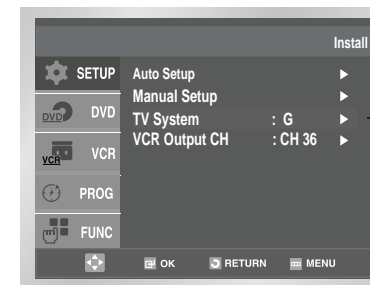 Install
SETUP
Auto Setup ►
Manual Setup ►
DVD DVD
TV System : G ►
VCR Output CH : CH 36 ►
VCR VCR
PROG
FUNC
OK RETURN MENU